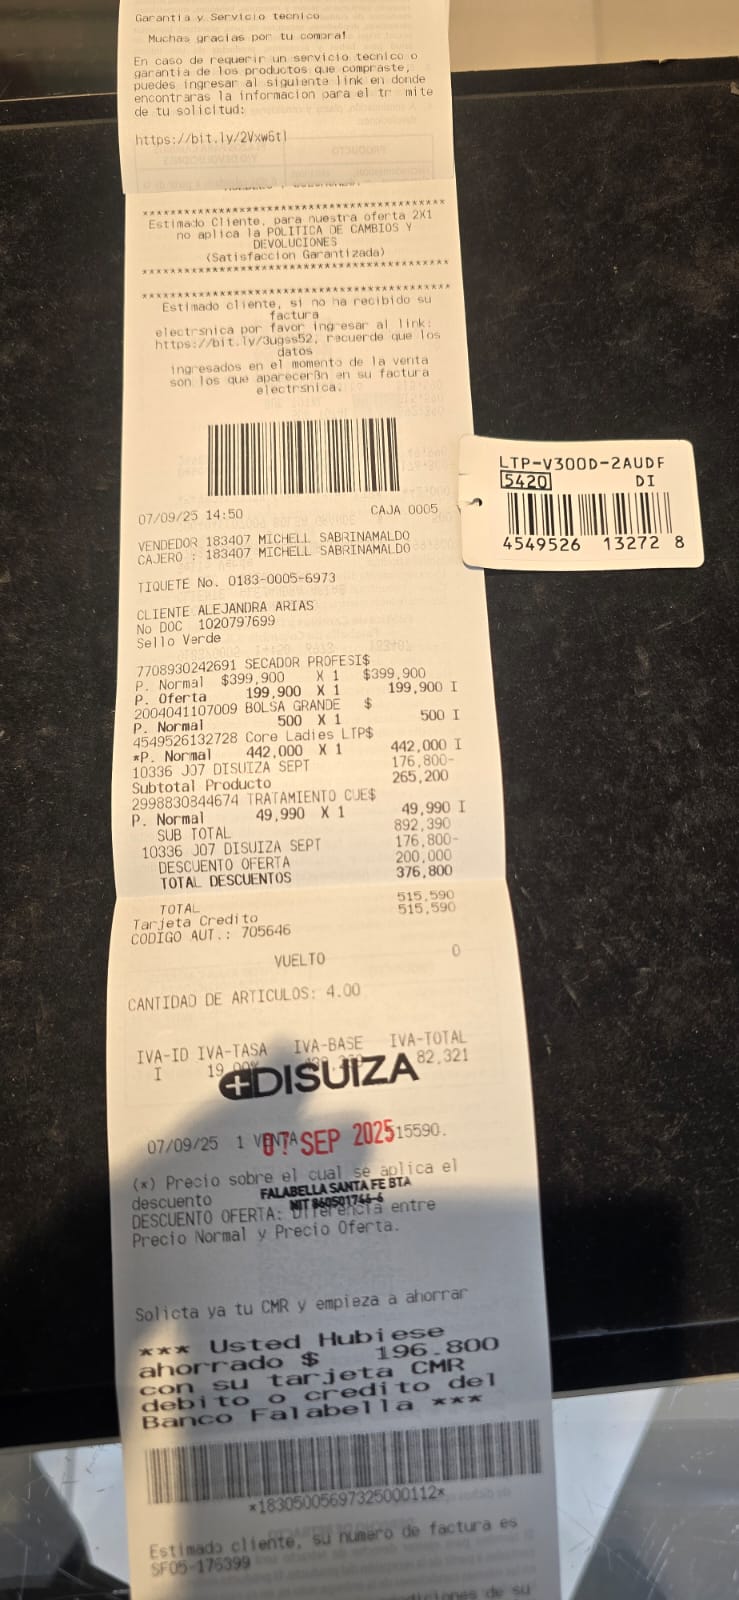 Garantia y Servicio tecnico
Muchas gracias por tu compra!
En caso de requerir un servicio tecnico o
garantia de los productos que compraste,
puedes ingresar al siguiente link en donde
encontraras la informacion para el tr mite
de tu solicitud:
https://bit.ly/2Vxw6tl
*******************************************
Estimado Cliente, para nuestra oferta 2X1
no aplica la POLITICA DE CAMBIOS Y
DEVOLUCIONES
(Satisfaccion Garantizada)
*******************************************
*******************************************
Estimado cliente, si no ha recibido su
factura
electrsnica por favor ingresar al link:
https://bit.ly/3ugss52, recuerde que los
datos
ingresados en el momento de la venta
son los que aparecerßn en su factura
electrsnica.
07/09/25 14:50 CAJA 0005
VENDEDOR 183407 MICHELL SABRINAMALDO
CAJERO : 183407 MICHELL SABRINAMALDO
TIQUETE No. 0183-0005-6973
CLIENTE ALEJANDRA ARIAS
No DOC 1020797699
Sello Verde
7708930242691 SECADOR PROFESI$
P. Normal $399,900 X 1 $399,900
P. Oferta 199,900 X 1 199,900 I
2004041107009 BOLSA GRANDE $
P. Normal 500 X 1 500 I
4549526132728 Core Ladies LTP$
*P. Normal 442,000 X 1 442,000 I
10336 J07 DISUIZA SEPT 176,800-
Subtotal Producto 265,200
2998830844674 TRATAMIENTO CUE$
P. Normal 49,990 X 1 49,990 I
SUB TOTAL 892,390
10336 J07 DISUIZA SEPT 176,800-
DESCUENTO OFERTA 200,000
TOTAL DESCUENTOS 376,800
TOTAL 515,590
Tarjeta Credito 515,590
CODIGO AUT.: 705646
VUELTO 0
CANTIDAD DE ARTICULOS: 4.00
IVA-ID IVA-TASA IVA-BASE IVA-TOTAL
I 19 82,321
DISUIZA
07/09/25 1 VENTA 15590.
07 SEP 2025
(*) Precio sobre el cual se aplica el
descuento
FALABELLA SANTA FE BTA
NIT 860501746-6
DESCUENTO OFERTA: Diferencia entre
Precio Normal y Precio Oferta.
Solicta ya tu CMR y empieza a ahorrar
*** Usted Hubiese
ahorrado $ 196.800
con su tarjeta CMR
debito o credito del
Banco Falabella ***
*18305005697325000112*
Estimado cliente, su numero de factura es
SF05-176399
LTP-V300D-2AUDF
5420 DI
4549526 13272 8